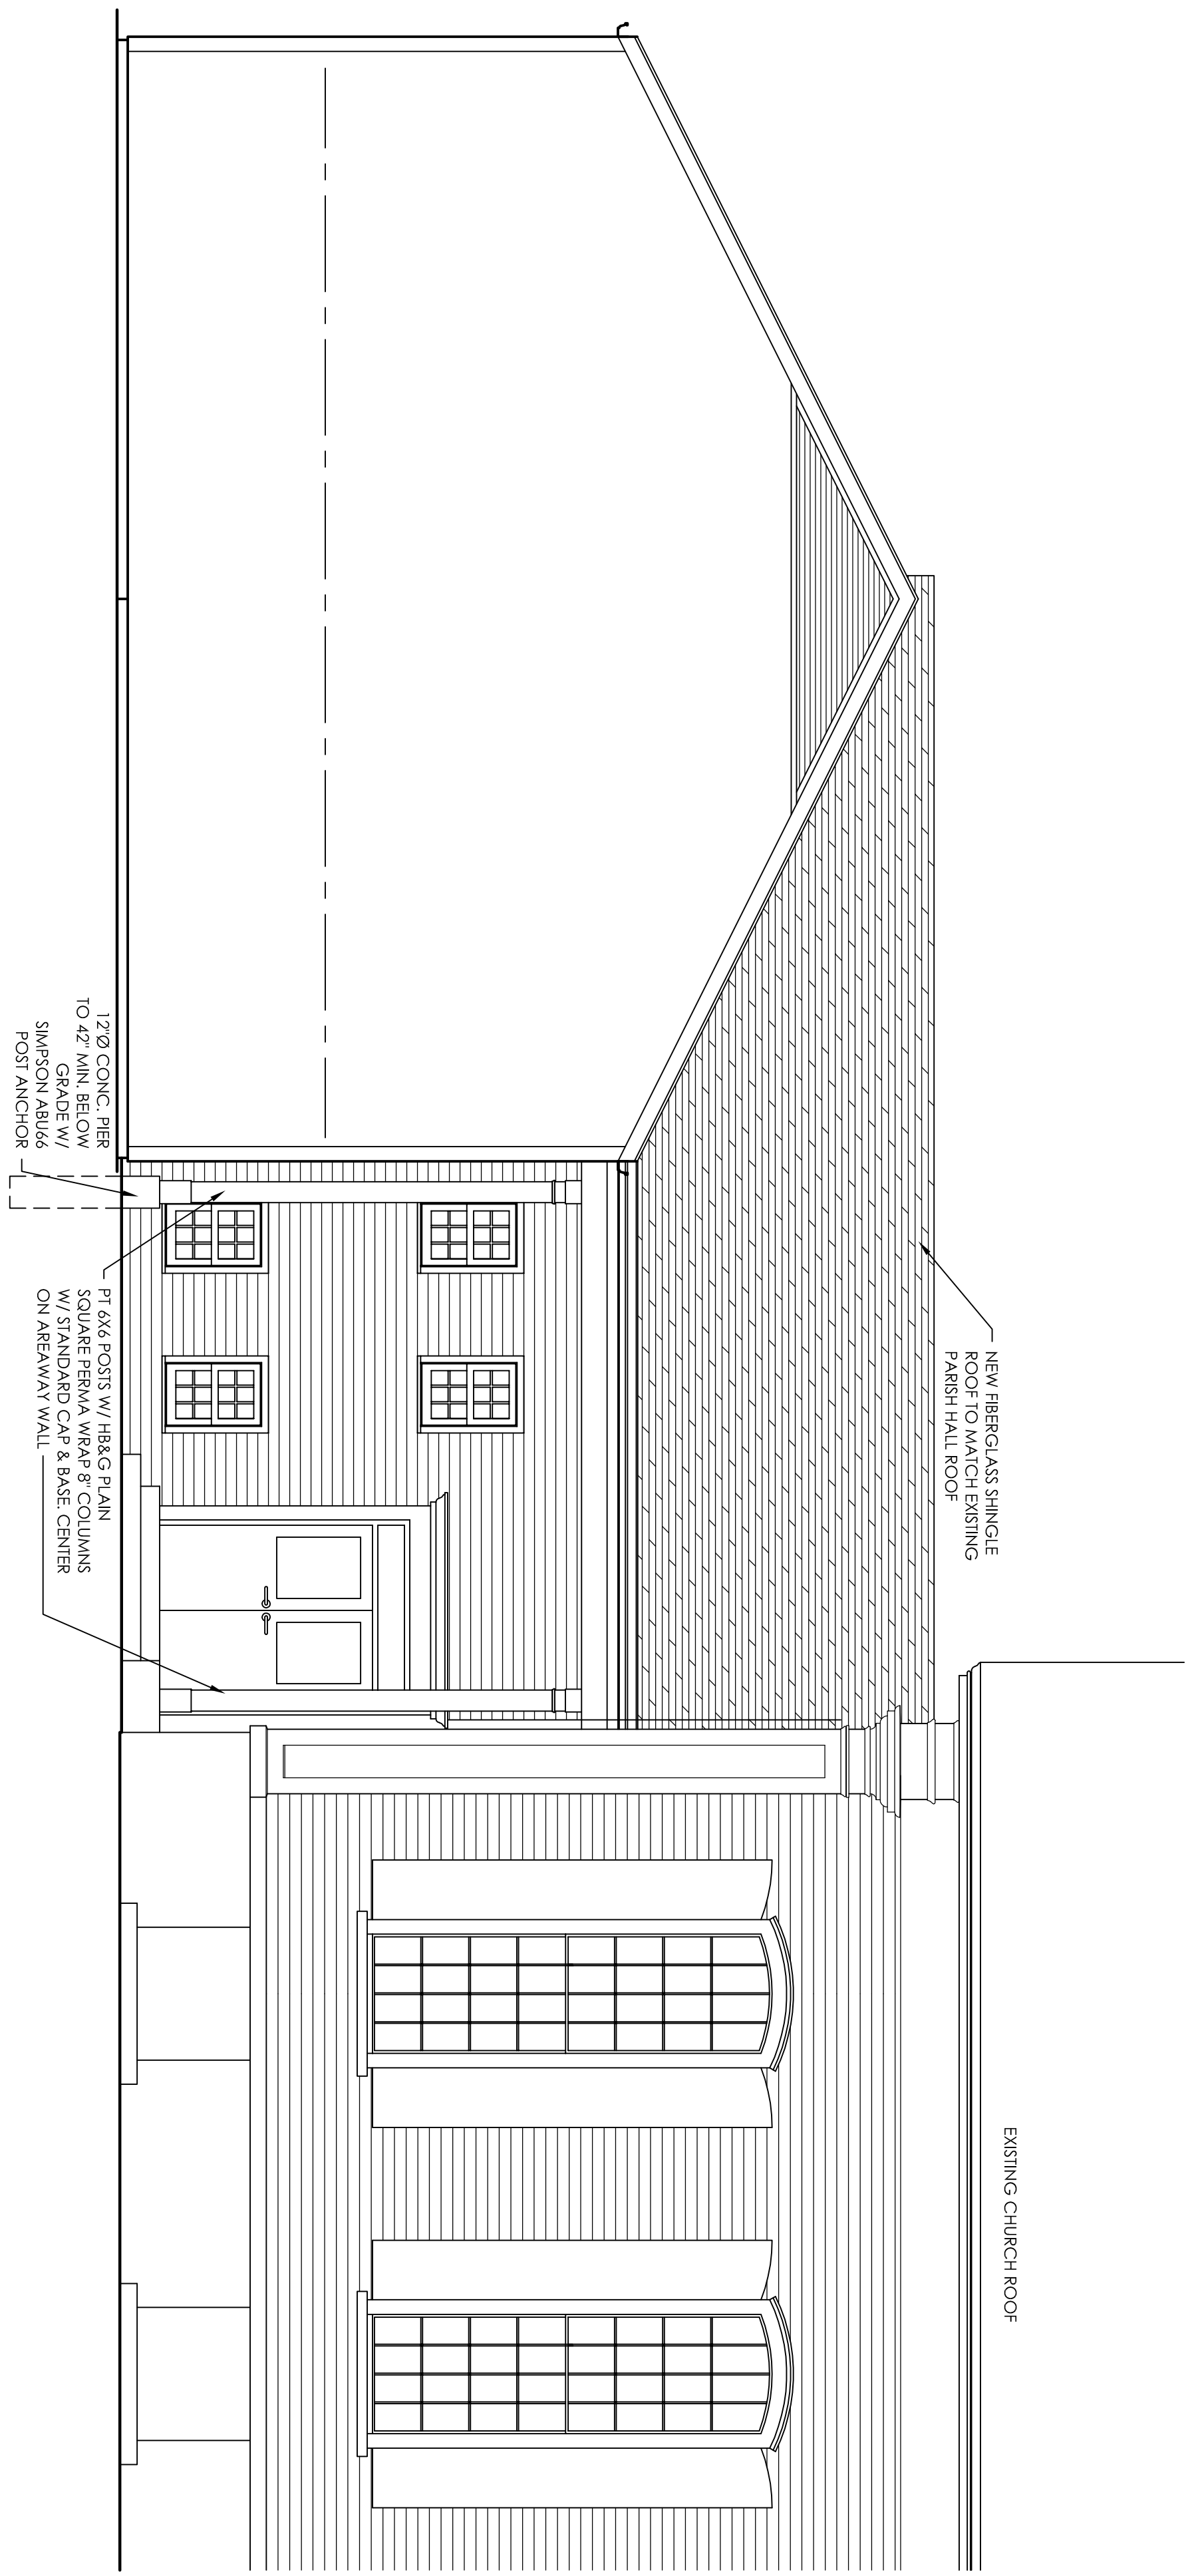 EXISTING CHURCH ROOF
NEW FIBERGLASS SHINGLE
ROOF TO MATCH EXISTING
PARISH HALL ROOF
12"Ø CONC. PIER
TO 42" MIN. BELOW
GRADE W/
SIMPSON ABU66
POST ANCHOR
PT 6X6 POSTS W/ HB&G PLAIN
SQUARE PERMA WRAP 8" COLUMNS
W/ STANDARD CAP & BASE. CENTER
ON AREAWAY WALL